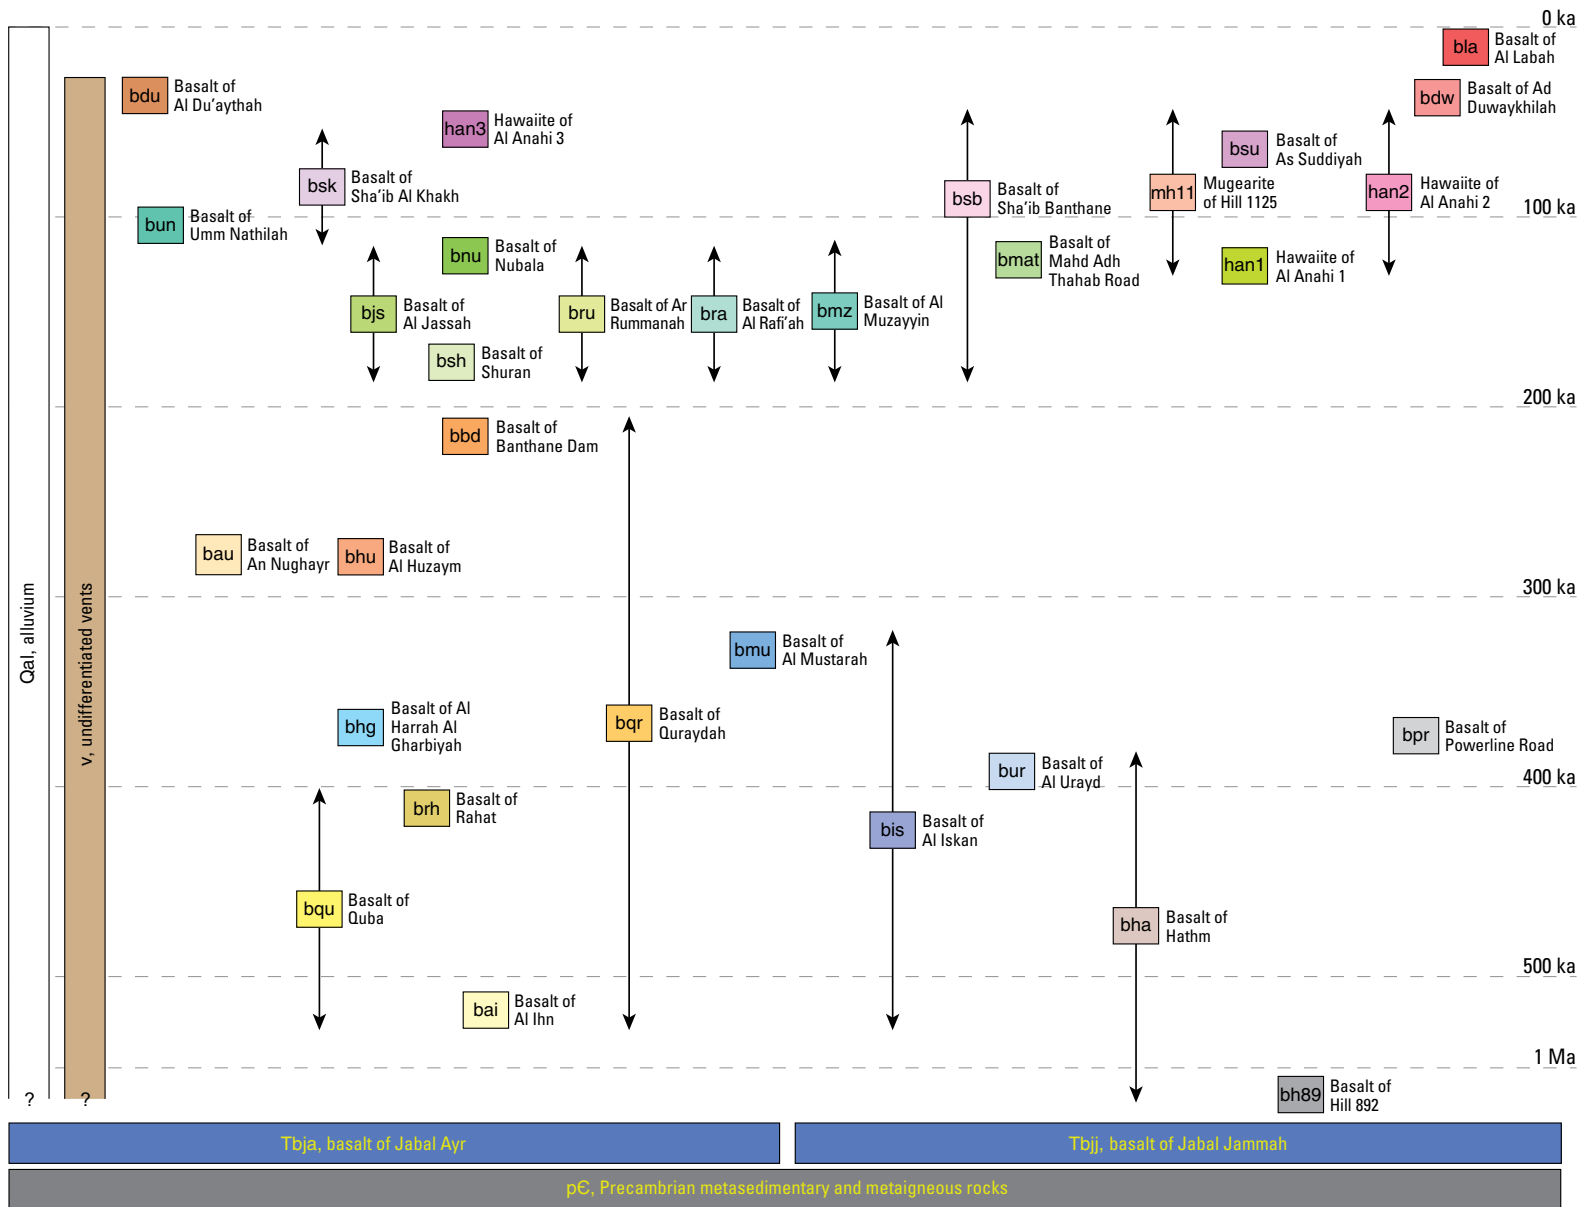 0 ka
bla
Basalt of
Al Labah
bdu
Basalt of
Al Du’aythah
bdw
Basalt of Ad
Duwaykhilah
han3
Hawaiite of
Al Anahi 3
bsu
Basalt of
As Suddiyah
bsk
Basalt of
Sha’ib Al Khakh
bsb
Basalt of
Sha’ib Banthane
mh11
Mugearite
of Hill 1125
han2
Hawaiite of
Al Anahi 2
100 ka
bun
Basalt of
Umm Nathilah
bnu
Basalt of
Nubala
bmat
Basalt of
Mahd Adh
Thahab Road
han1
Hawaiite of
Al Anahi 1
bjs
Basalt of
Al Jassah
bru
Basalt of Ar
Rummanah
bra
Basalt of
Al Rafi’ah
bmz
Basalt of Al
Muzayyin
bsh
Basalt of
Shuran
200 ka
bbd
Basalt of
Banthane Dam
bau
Basalt of
An Nughayr
bhu
Basalt of
Al Huzaym
300 ka
bmu
Basalt of
Al Mustarah
bhg
Basalt of Al
Harrah Al
Gharbiyah
bqr
Basalt of
Quraydah
bpr
Basalt of
Powerline Road
bur
Basalt of
Al Urayd
400 ka
brh
Basalt of
Rahat
bis
Basalt of
Al Iskan
bqu
Basalt of
Quba
bha
Basalt of
Hathm
500 ka
bai
Basalt of
Al Ihn
1 Ma
bh89
Basalt of
Hill 892
Qal, alluvium
?
v, undifferentiated vents
?
Tbja, basalt of Jabal Ayr
Tbjj, basalt of Jabal Jammah
pЄ, Precambrian metasedimentary and metaigneous rocks